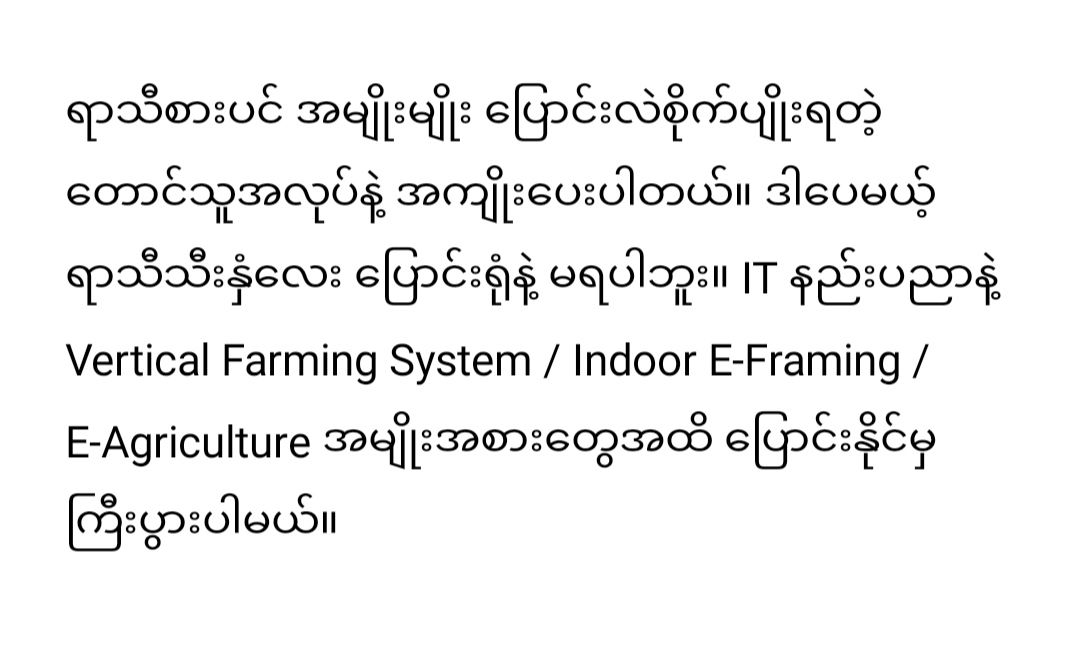 ရာသီစားပင် အမျိုးမျိုး ပြောင်းလဲစိုက်ပျိုးရတဲ့
တောင်သူအလုပ်နဲ့ အကျိုးပေးပါတယ်။ ဒါပေမယ့်
ရာသီသီးနှံလေး ပြောင်းရုံနဲ့ မရပါဘူး။ IT နည်းပညာနဲ့
Vertical Farming System / Indoor E-Framing /
E-Agriculture အမျိုးအစားတွေအထိ ပြောင်းနိုင်မှ
ကြီးပွားပါမယ်။